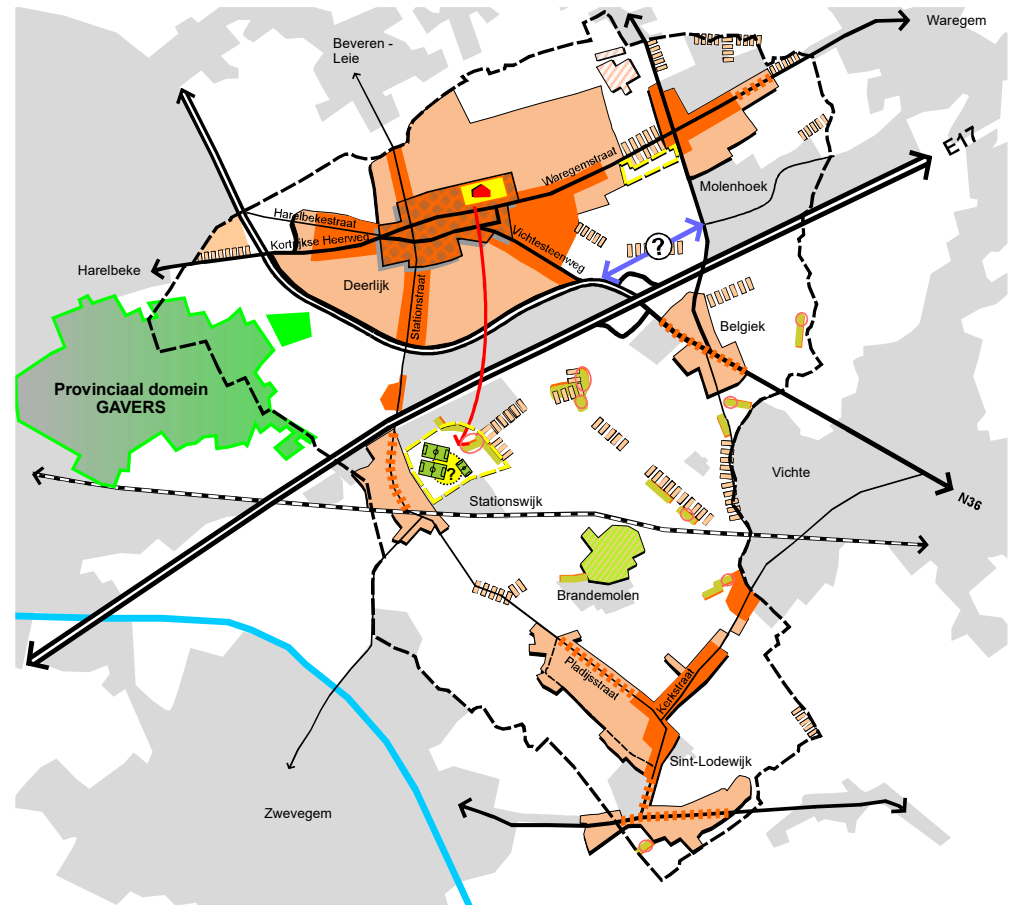 Waregem
Beveren -
Leie
E17
Waregemstraat
Molenhoek
Harelbekestraat
Kortrijkse Heerweg
Vichtesteenweg
?
Harelbeke
Deerlijk
Stationstraat
Belgiek
Provinciaal domein
GAVERS
?
Vichte
Stationswijk
N36
Brandemolen
Pladijsstraat
Kerkstraat
Sint-Lodewijk
Zwevegem